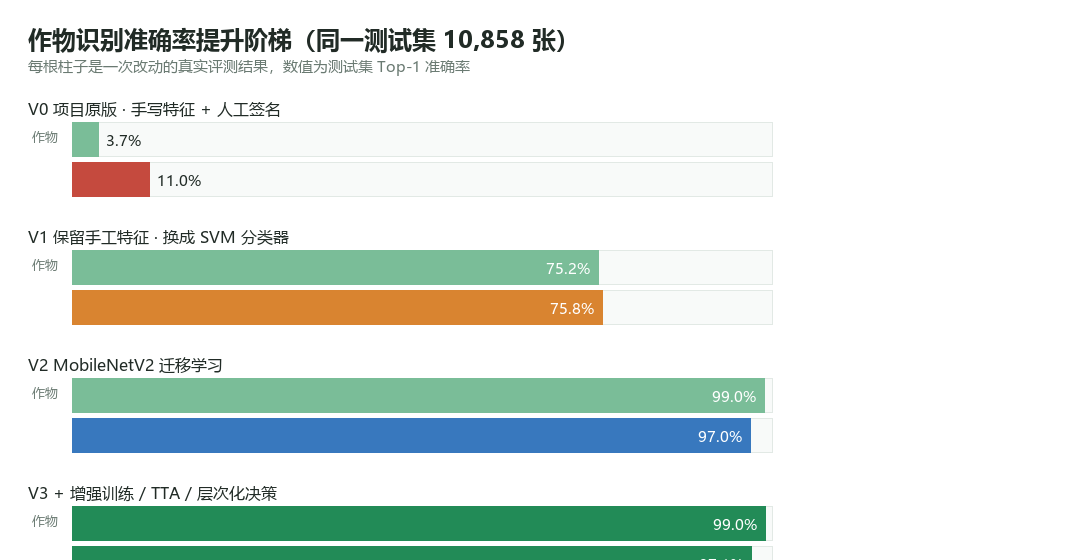 作物识别准确率提升阶梯（同一测试集 10,858 张）
每根柱子是一次改动的真实评测结果，数值为测试集 Top-1 准确率
V0 项目原版 · 手写特征 + 人工签名
作物
3.7%
11.0%
V1 保留手工特征 · 换成 SVM 分类器
作物
75.2%
75.8%
V2 MobileNetV2 迁移学习
作物
99.0%
97.0%
V3 + 增强训练 / TTA / 层次化决策
作物
99.0%